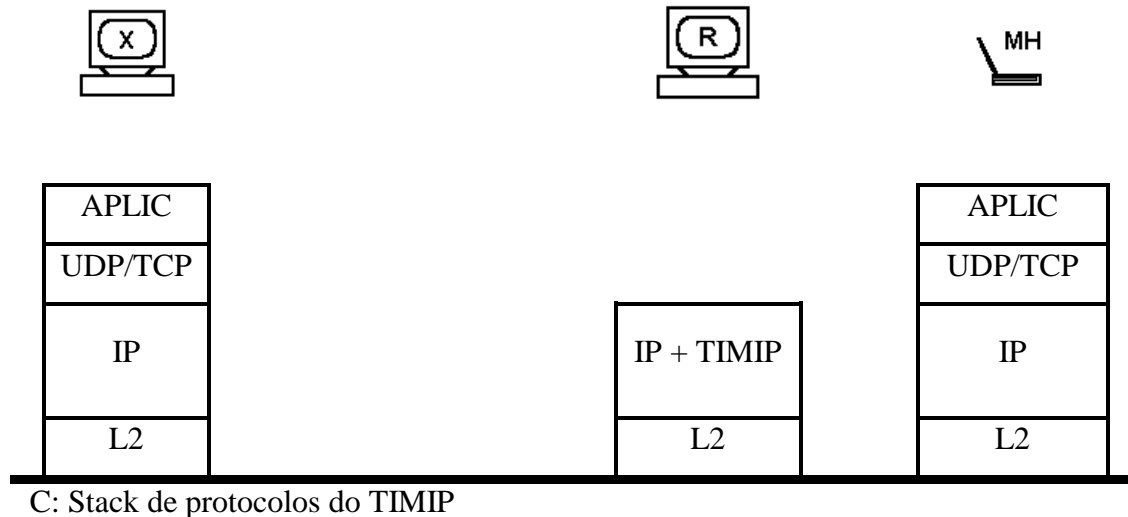 X
R
MH
APLIC
APLIC
UDP/TCP
UDP/TCP
IP
IP + TIMIP
IP
L2
L2
L2
C: Stack de protocolos do TIMIP